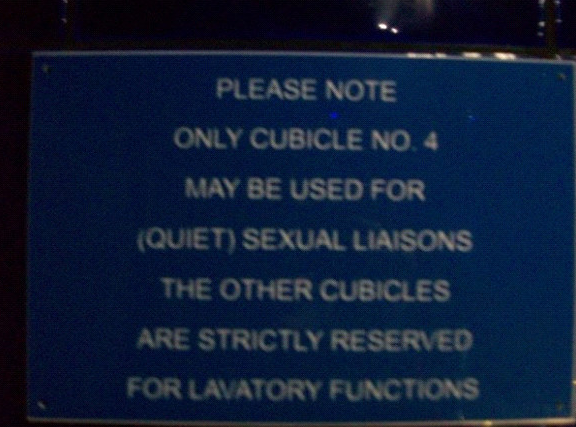 PLEASE NOTE
ONLY CUBICLE NO. 4
MAY BE USED FOR
(QUIET) SEXUAL LIAISONS
THE OTHER CUBICLES
ARE STRICTLY RESERVED
FOR LAVATORY FUNCTIONS